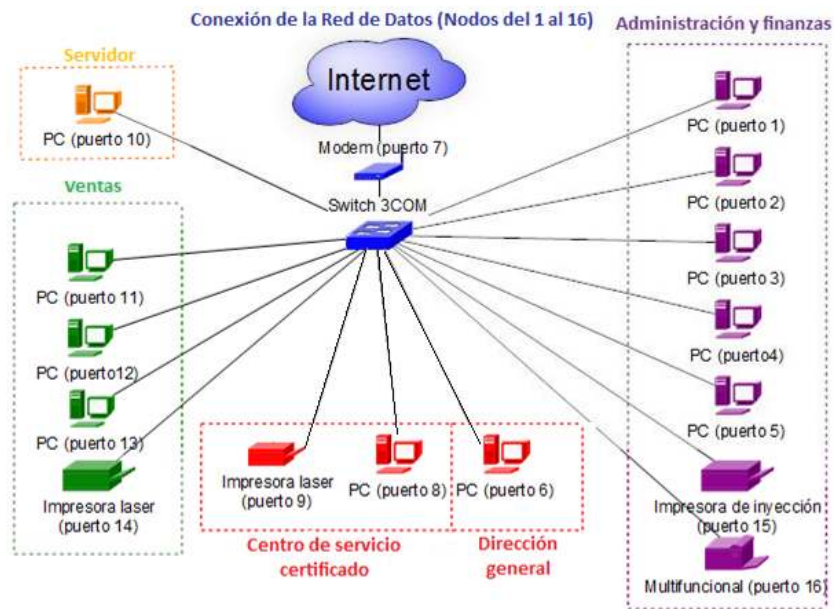 Conexión de la Red de Datos (Nodos del 1 al 16)
Administración y finanzas
Servidor
Internet
PC (puerto 10)
Modem (puerto 7)
PC (puerto 1)
Ventas
Switch 3COM
PC (puerto 2)
PC (puerto 11)
PC (puerto 3)
PC (puerto12)
PC (puerto4)
PC (puerto 13)
PC (puerto 5)
Impresora laser
(puerto 14)
Impresora laser
(puerto 9)
PC (puerto 8)
PC (puerto 6)
Impresora de inyección
(puerto 15)
Centro de servicio
certificado
Dirección
general
Multifuncional (puerto 16)